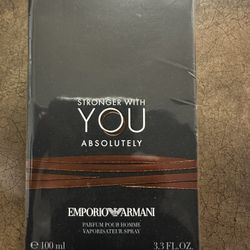 STRONGER WITH
YOU
ABSOLUTELY
EMPORIO ARMANI
PARFUM POUR HOMME
VAPORISATEUR SPRAY
e 100 ml 3.3 FL.OZ.